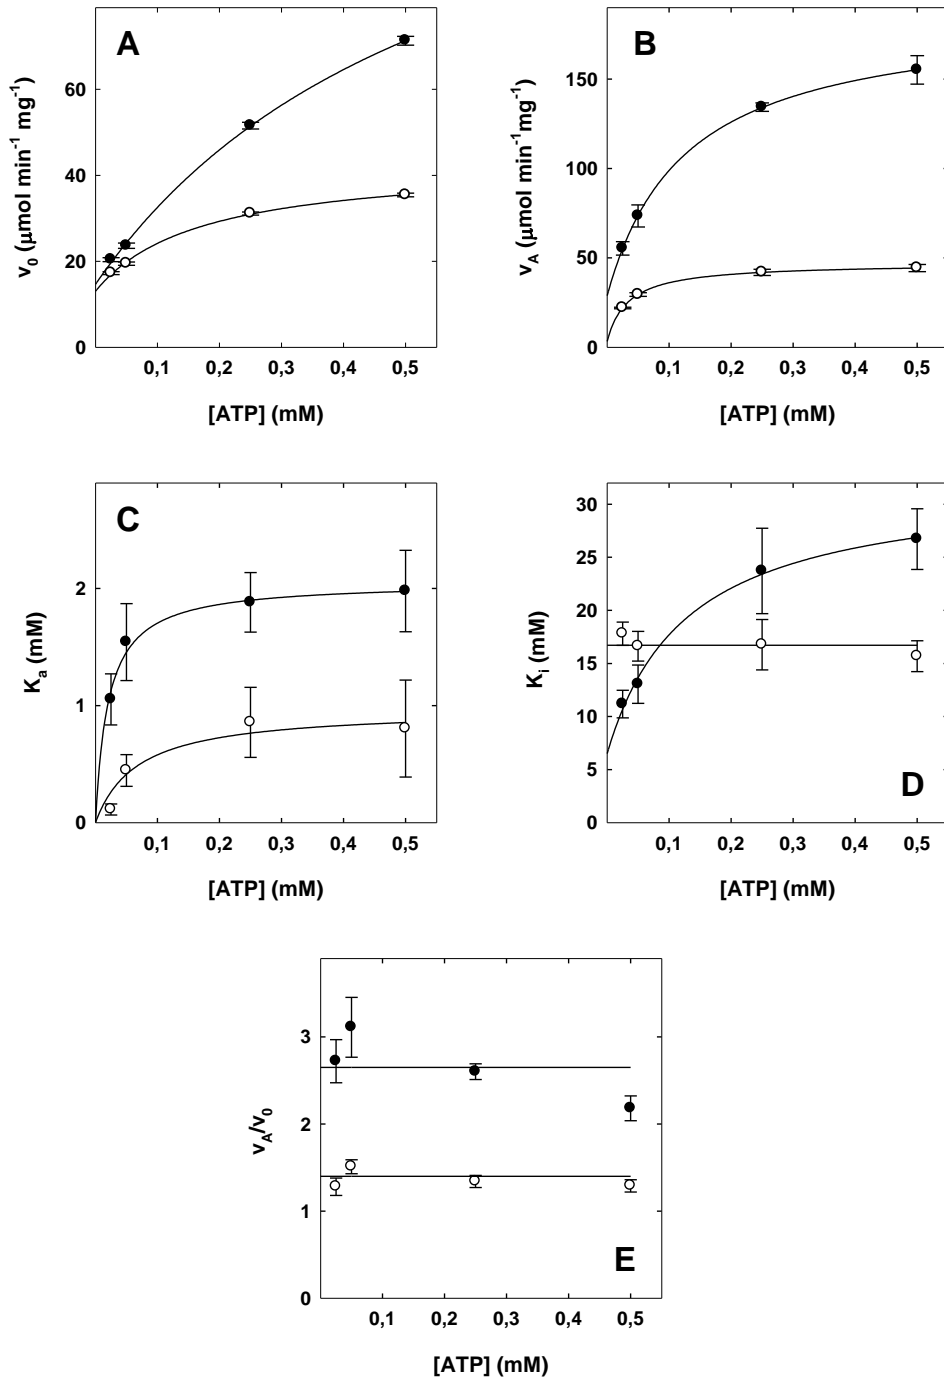 A
v0 (μmol min-1 mg-1)
60
40
20
0
0,1 0,2 0,3 0,4 0,5
[ATP] (mM)
B
vA (μmol min-1mg-1)
150
100
50
0
0,1 0,2 0,3 0,4 0,5
[ATP] (mM)
C
Ka (mM)
2
1
0
0,1 0,2 0,3 0,4 0,5
[ATP] (mM)
D
Ki (mM)
30
25
20
15
10
5
0
0,1 0,2 0,3 0,4 0,5
[ATP] (mM)
E
vA/v0
3
2
1
0
0,1 0,2 0,3 0,4 0,5
[ATP] (mM)